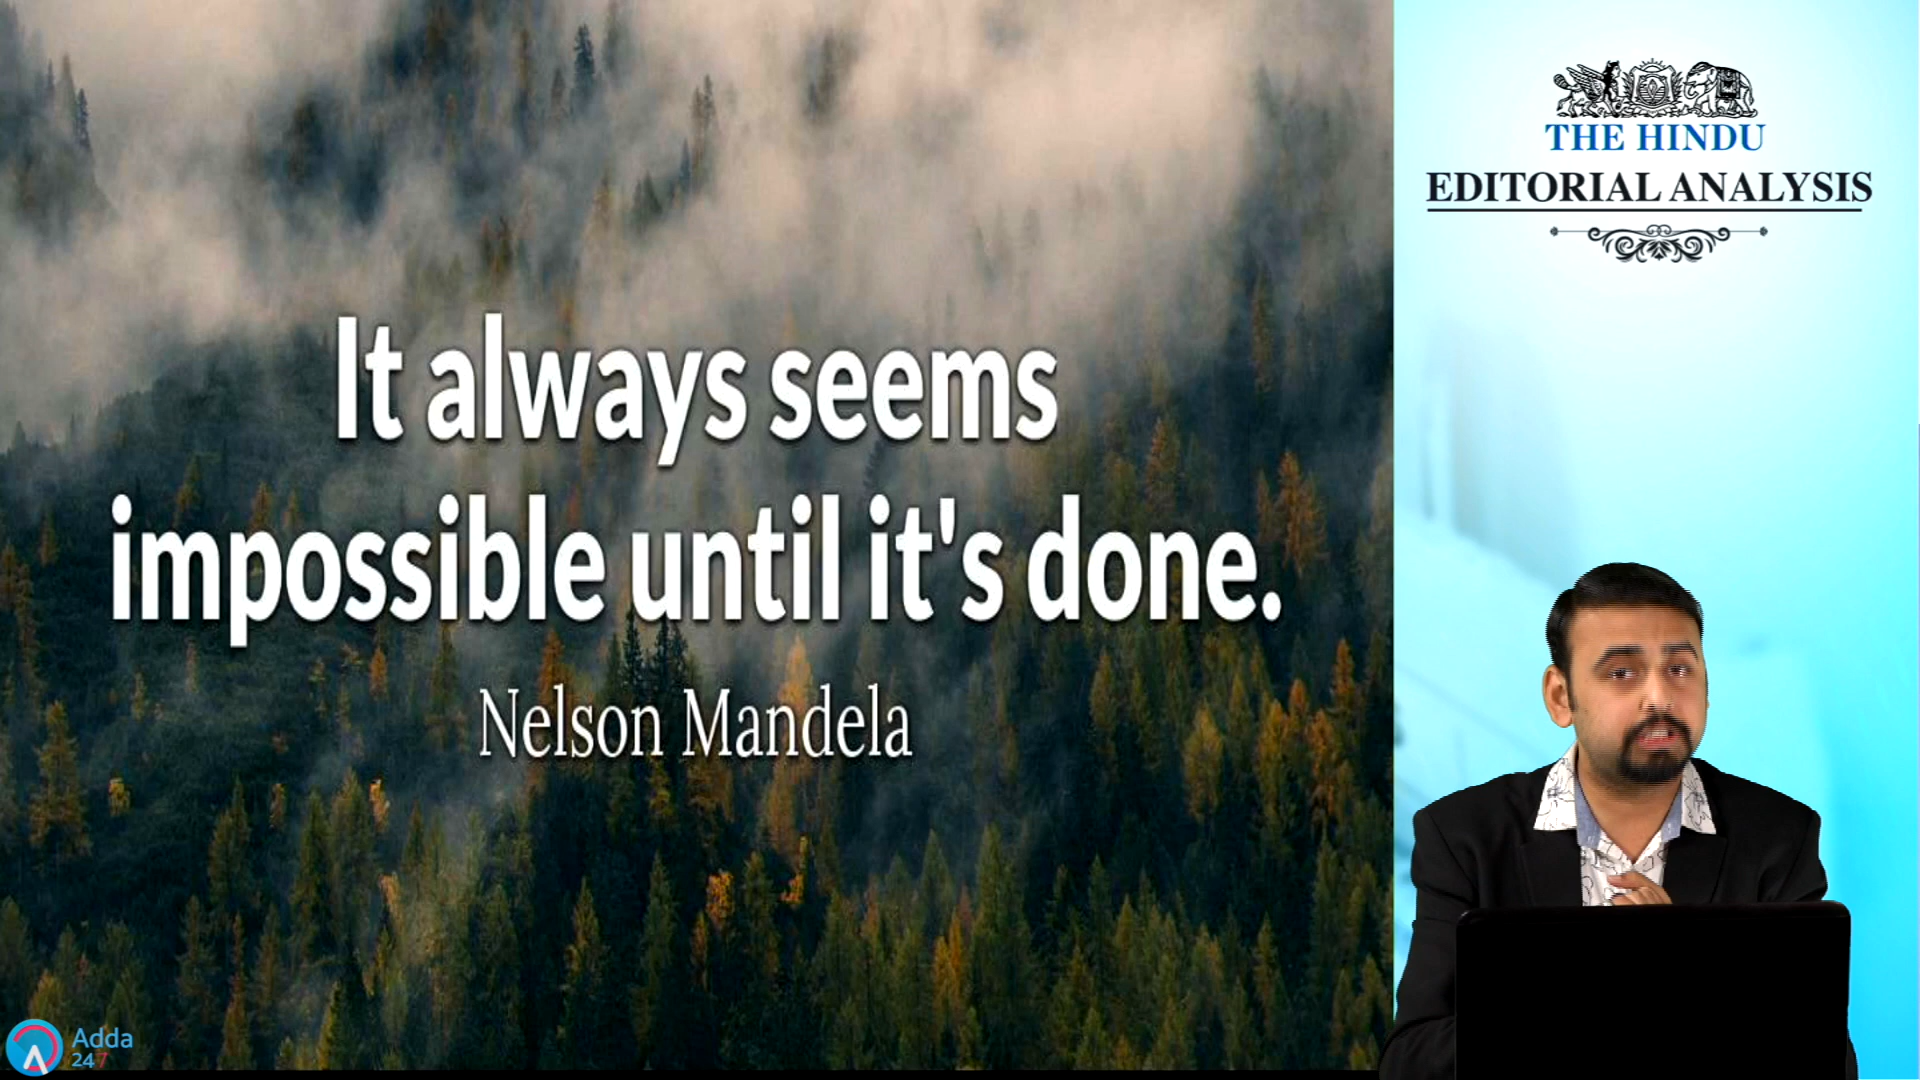 It always seems
impossible until it's done.
Nelson Mandela
THE HINDU
EDITORIAL ANALYSIS
Adda
247